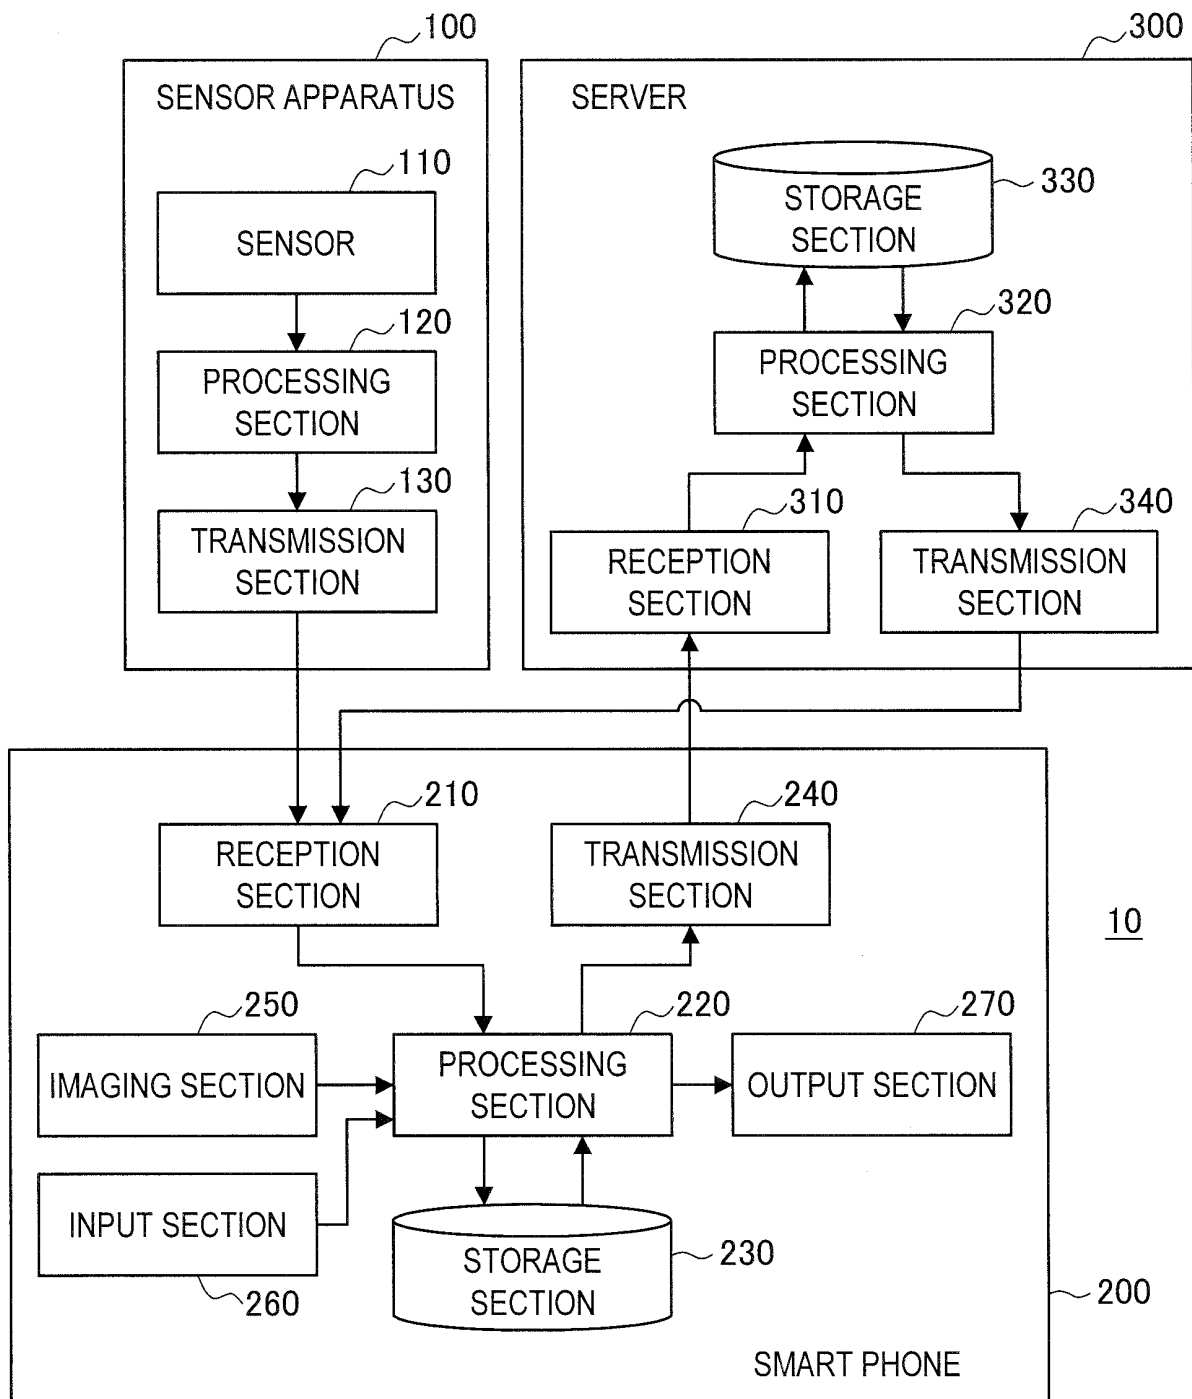 100
300
SENSOR APPARATUS
SERVER
110
SENSOR
330
STORAGE
SECTION
120
PROCESSING
SECTION
320
PROCESSING
SECTION
130
TRANSMISSION
SECTION
310
RECEPTION
SECTION
340
TRANSMISSION
SECTION
210
RECEPTION
SECTION
240
TRANSMISSION
SECTION
10
250
IMAGING SECTION
220
PROCESSING
SECTION
270
OUTPUT SECTION
INPUT SECTION
260
230
STORAGE
SECTION
200
SMART PHONE